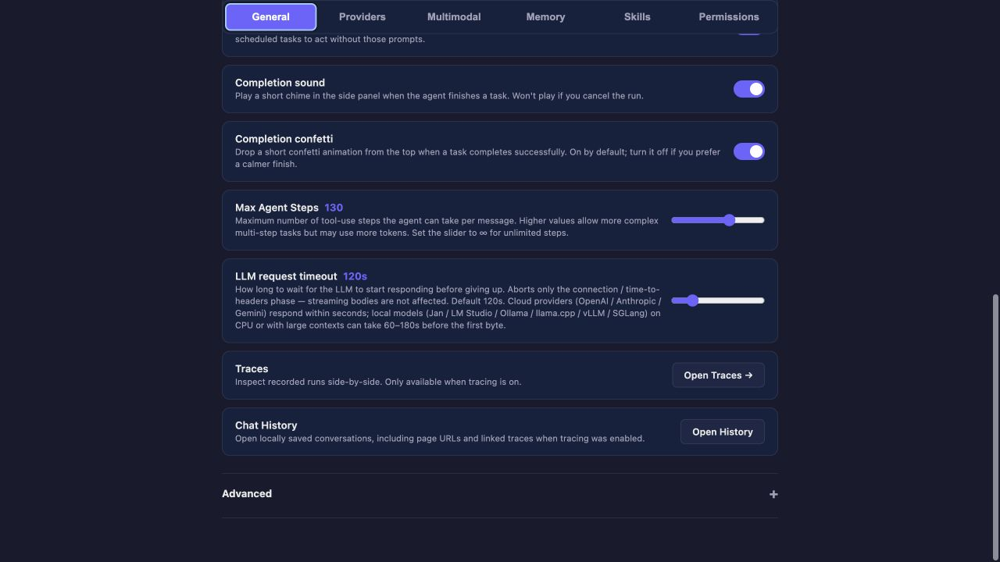 General Providers Multimodal Memory Skills Permissions
scheduled tasks to act without those prompts.
Completion sound
Play a short chime in the side panel when the agent finishes a task. Won't play if you cancel the run.
Completion confetti
Drop a short confetti animation from the top when a task completes successfully. On by default; turn it off if you prefer
a calmer finish.
Max Agent Steps 130
Maximum number of tool-use steps the agent can take per message. Higher values allow more complex
multi-step tasks but may use more tokens. Set the slider to ∞ for unlimited steps.
LLM request timeout 120s
How long to wait for the LLM to start responding before giving up. Aborts only the connection / time-to-
headers phase — streaming bodies are not affected. Default 120s. Cloud providers (OpenAI / Anthropic /
Gemini) respond within seconds; local models (Jan / LM Studio / Ollama / llama.cpp / vLLM / SGLang) on
CPU or with large contexts can take 60–180s before the first byte.
Traces
Inspect recorded runs side-by-side. Only available when tracing is on.
Open Traces →
Chat History
Open locally saved conversations, including page URLs and linked traces when tracing was enabled.
Open History
Advanced +